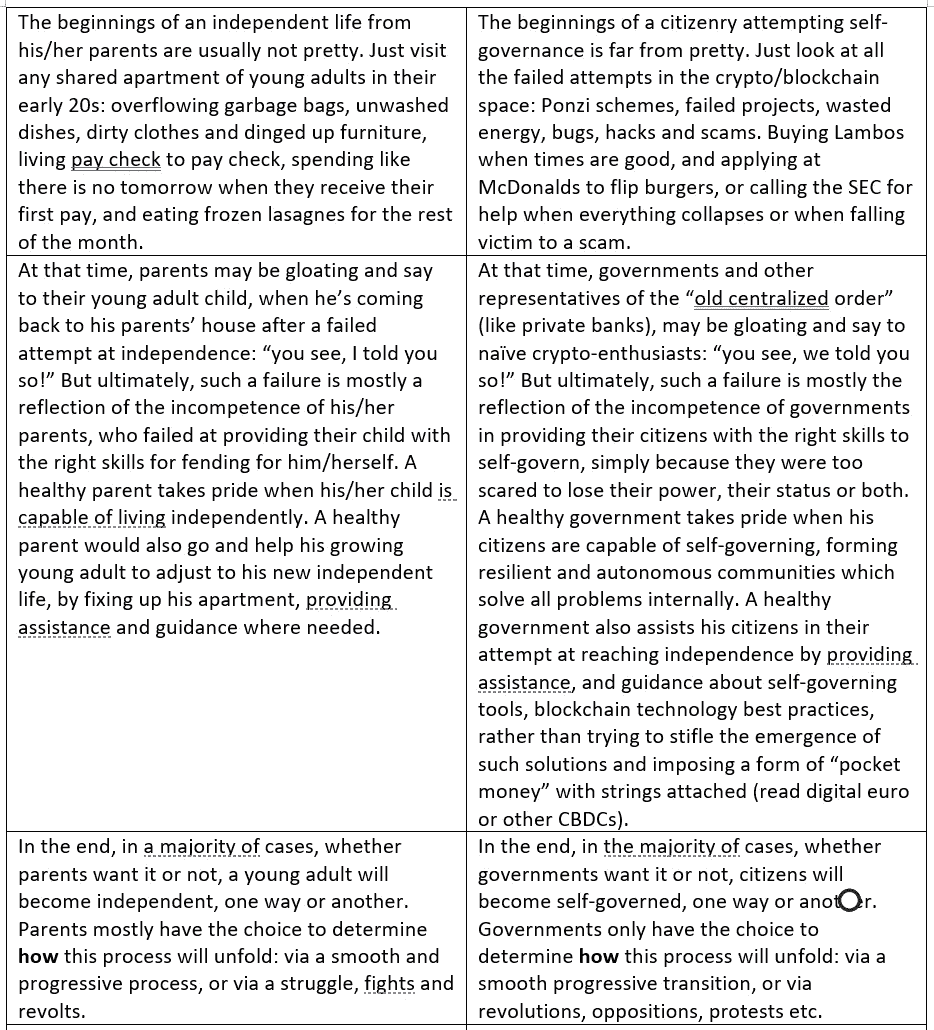 The beginnings of an independent life from
his/her parents are usually not pretty. Just visit
any shared apartment of young adults in their
early 20s: overflowing garbage bags, unwashed
dishes, dirty clothes and dinged up furniture,
living pay check to pay check, spending like
there is no tomorrow when they receive their
first pay, and eating frozen lasagnes for the rest
of the month.
The beginnings of a citizenry attempting self-
governance is far from pretty. Just look at all
the failed attempts in the crypto/blockchain
space: Ponzi schemes, failed projects, wasted
energy, bugs, hacks and scams. Buying Lambos
when times are good, and applying at
McDonalds to flip burgers, or calling the SEC for
help when everything collapses or when falling
victim to a scam.
At that time, parents may be gloating and say
to their young adult child, when he’s coming
back to his parents’ house after a failed
attempt at independence: “you see, I told you
so!” But ultimately, such a failure is mostly a
reflection of the incompetence of his/her
parents, who failed at providing their child with
the right skills for fending for him/herself. A
healthy parent takes pride when his/her child is
capable of living independently. A healthy
parent would also go and help his growing
young adult to adjust to his new independent
life, by fixing up his apartment, providing
assistance and guidance where needed.
At that time, governments and other
representatives of the “old centralized order”
(like private banks), may be gloating and say to
naïve crypto-enthusiasts: “you see, we told you
so!” But ultimately, such a failure is mostly the
reflection of the incompetence of governments
in providing their citizens with the right skills to
self-govern, simply because they were too
scared to lose their power, their status or both.
A healthy government takes pride when his
citizens are capable of self-governing, forming
resilient and autonomous communities which
solve all problems internally. A healthy
government also assists his citizens in their
attempt at reaching independence by providing
assistance, and guidance about self-governing
tools, blockchain technology best practices,
rather than trying to stifle the emergence of
such solutions and imposing a form of “pocket
money” with strings attached (read digital euro
or other CBDCs).
In the end, in a majority of cases, whether
parents want it or not, a young adult will
become independent, one way or another.
Parents mostly have the choice to determine
how this process will unfold: via a smooth and
progressive process, or via a struggle, fights and
revolts.
In the end, in the majority of cases, whether
governments want it or not, citizens will
become self-governed, one way or another.
Governments only have the choice to
determine how this process will unfold: via a
smooth progressive transition, or via
revolutions, oppositions, protests etc.